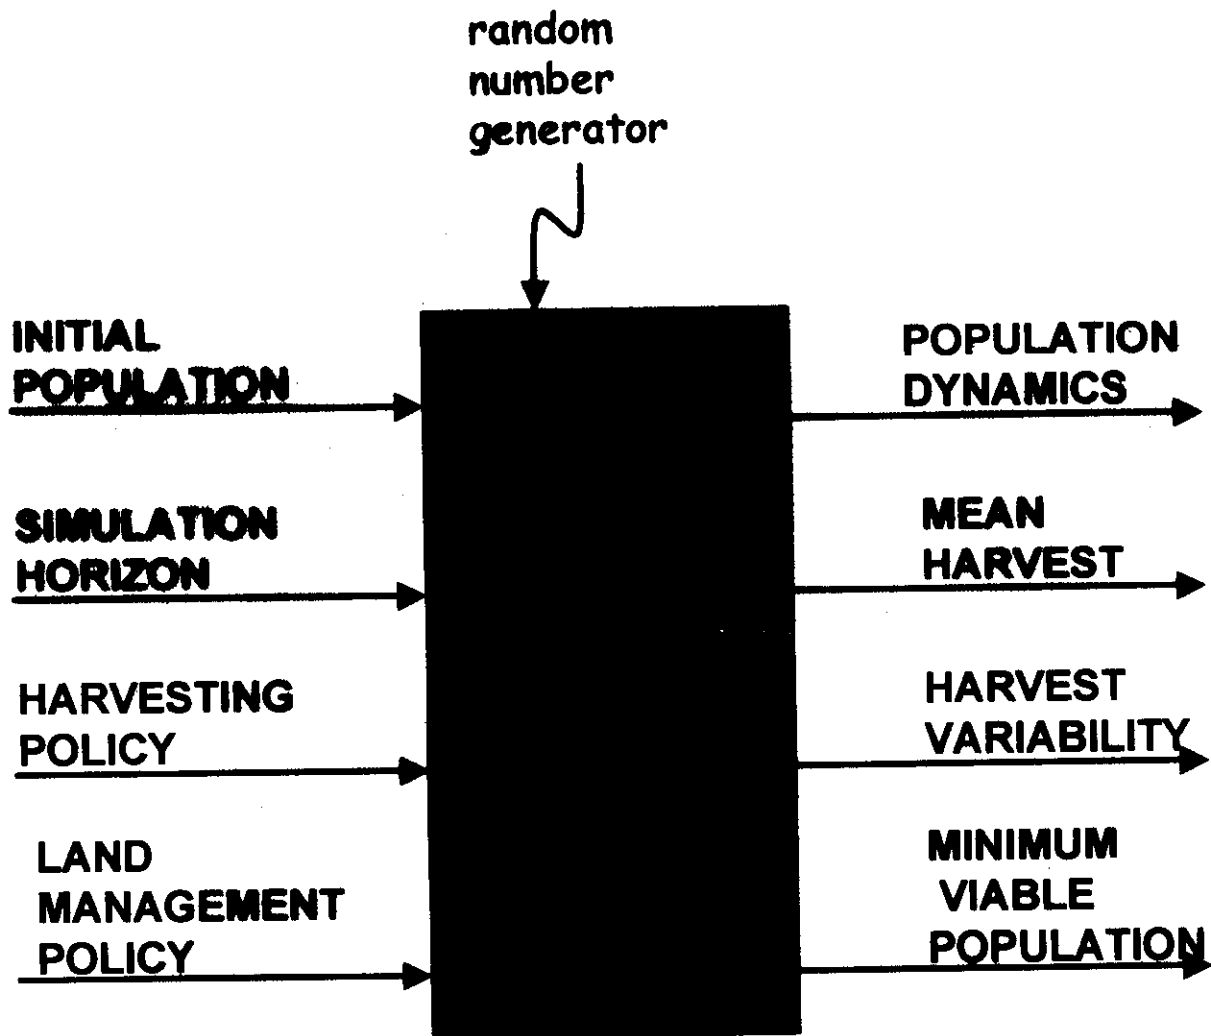 random
number
generator
INITIAL
POPULATION
SIMULATION
HORIZON
HARVESTING
POLICY
LAND
MANAGEMENT
POLICY
POPULATION
DYNAMICS
MEAN
HARVEST
HARVEST
VARIABILITY
MINIMUM
VIABLE
POPULATION